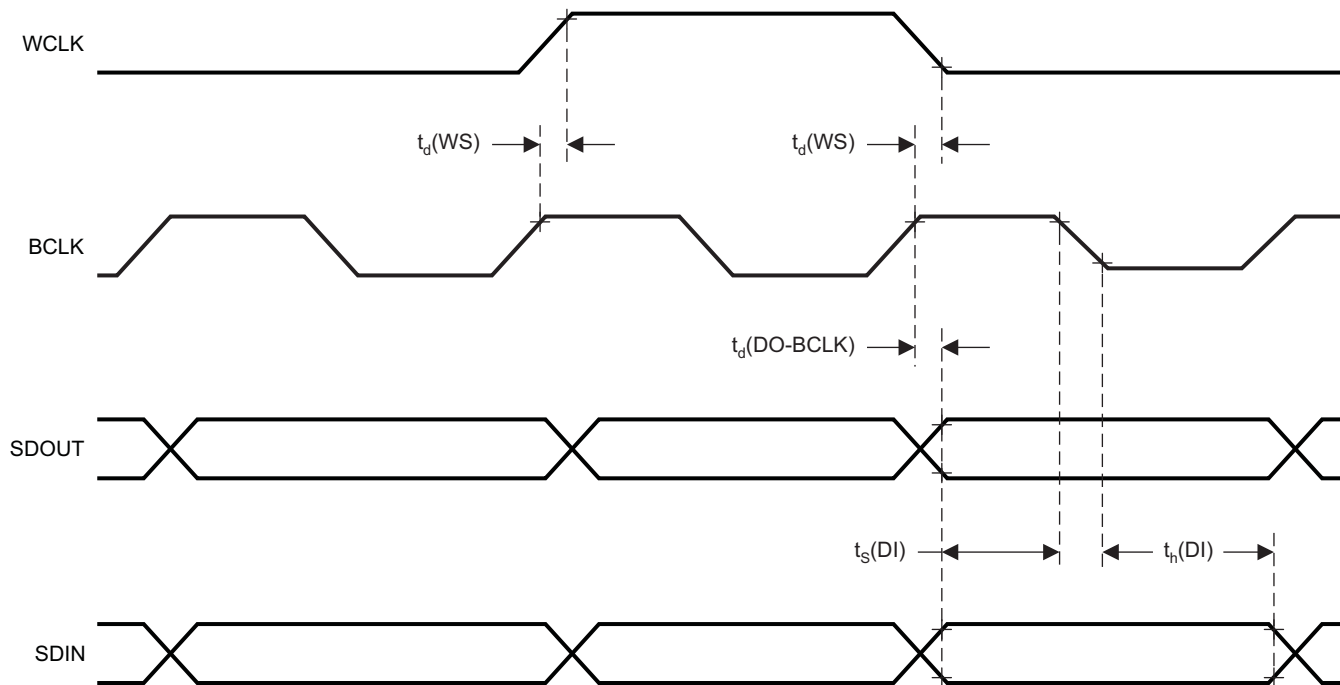 WCLK
td(WS)
td(WS)
BCLK
td(DO-BCLK)
SDOUT
tS(DI)
th(DI)
SDIN